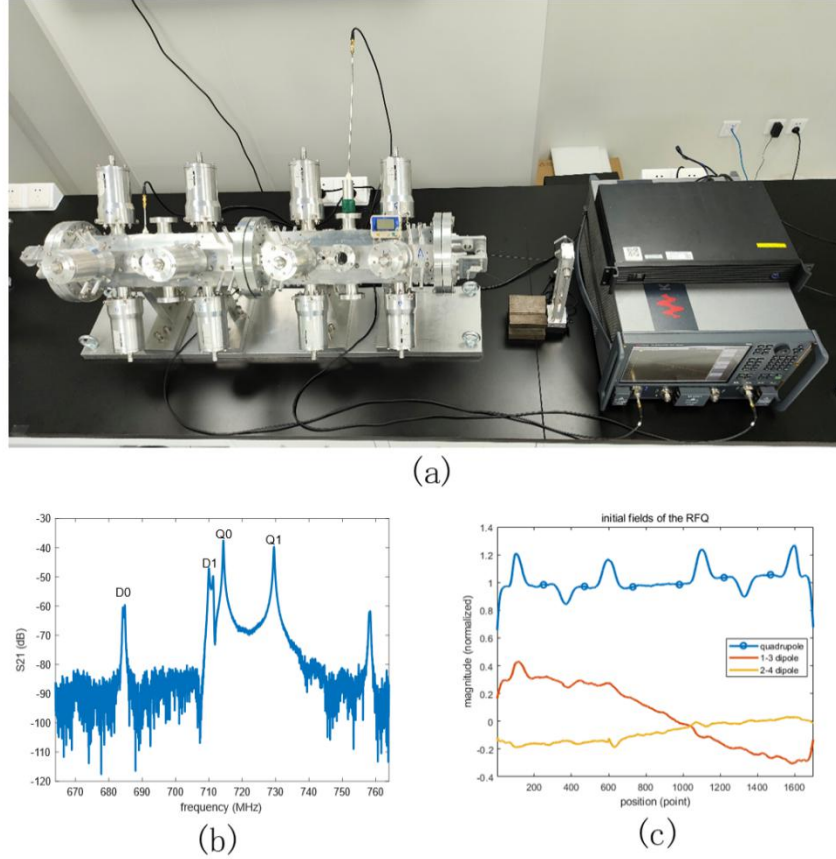 (a)
-30
-40
-50
-60
-70
-80
-90
-100
-110
-120
S21 (dB)
D0
D1
Q0
Q1
670 680 690 700 710 720 730 740 750 760
frequency (MHz)
(b)
initial fields of the RFQ
1.4
1.2
1
0.8
0.6
0.4
0.2
0
-0.2
-0.4
magnitude (normalized)
quadrupole
1-3 dipole
2-4 dipole
200 400 600 800 1000 1200 1400 1600
position (point)
(c)